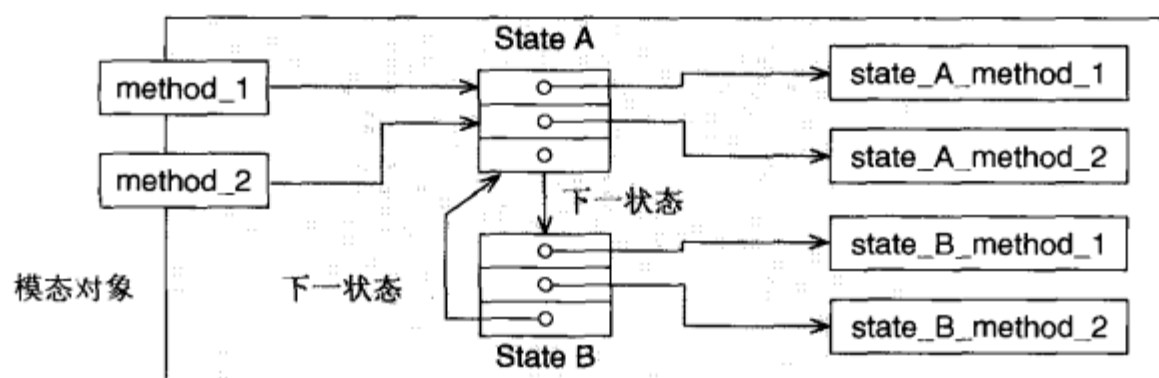 State A
method_1
state_A_method_1
method_2
state_A_method_2
下一状态
state_B_method_1
模态对象
下一状态
state_B_method_2
State B